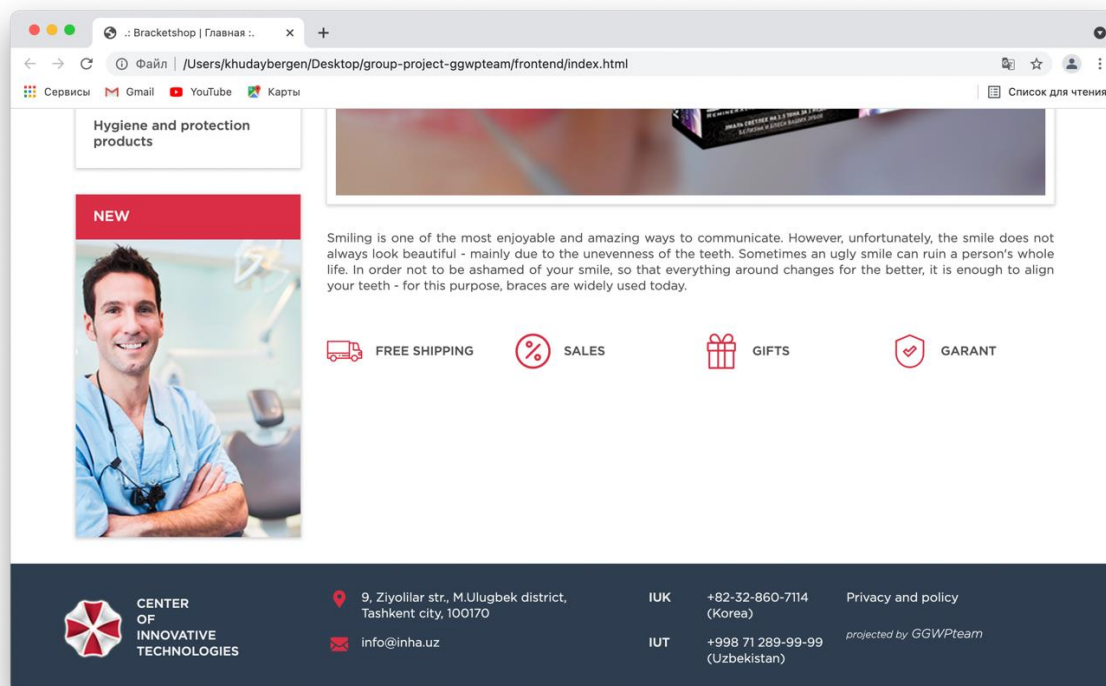 .: Bracketshop | Главная :.
Файл | /Users/khudaybergen/Desktop/group-project-ggwpteam/frontend/index.html
Сервисы Gmail YouTube Карты Список для чтения
Hygiene and protection
products
ЭМАЛЬ СВЕТЛЕЕ НА
БЕЛИЗНА И БЛЕСК ВАШИХ ЗУБОВ
NEW
Smiling is one of the most enjoyable and amazing ways to communicate. However, unfortunately, the smile does not
always look beautiful - mainly due to the unevenness of the teeth. Sometimes an ugly smile can ruin a person's whole
life. In order not to be ashamed of your smile, so that everything around changes for the better, it is enough to align
your teeth - for this purpose, braces are widely used today.
FREE SHIPPING SALES GIFTS GARANT
CENTER
OF
INNOVATIVE
TECHNOLOGIES
9, Ziyolilar str., M.Ulugbek district,
Tashkent city, 100170
info@inha.uz
IUK +82-32-860-7114
(Korea)
IUT +998 71 289-99-99
(Uzbekistan)
Privacy and policy
projected by GGWPteam